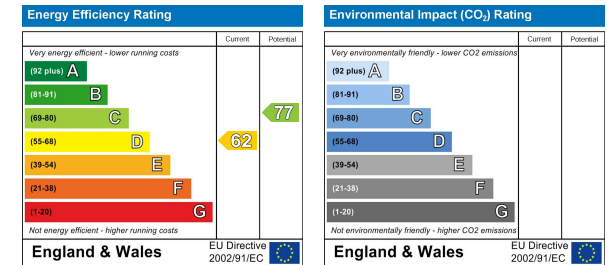 Energy Efficiency Rating
Current
Potential
Very energy efficient - lower running costs
(92 plus) A
(81-91) B
(69-80) C
77
(55-68) D
62
(39-54) E
(21-38) F
(1-20) G
Not energy efficient - higher running costs
England & Wales
EU Directive
2002/91/EC
Environmental Impact (CO₂) Rating
Current
Potential
Very environmentally friendly - lower CO2 emissions
(92 plus) A
(81-91) B
(69-80) C
(55-68) D
(39-54) E
(21-38) F
(1-20) G
Not environmentally friendly - higher CO2 emissions
England & Wales
EU Directive
2002/91/EC